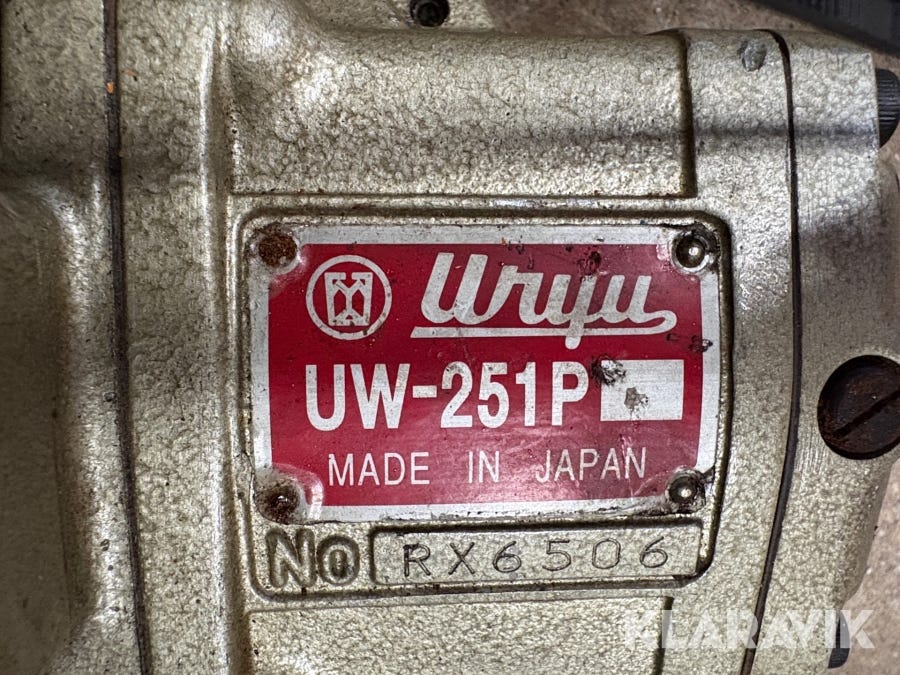 Uryu
UW-251P
MADE IN JAPAN
No RX6506
KLARAVIK